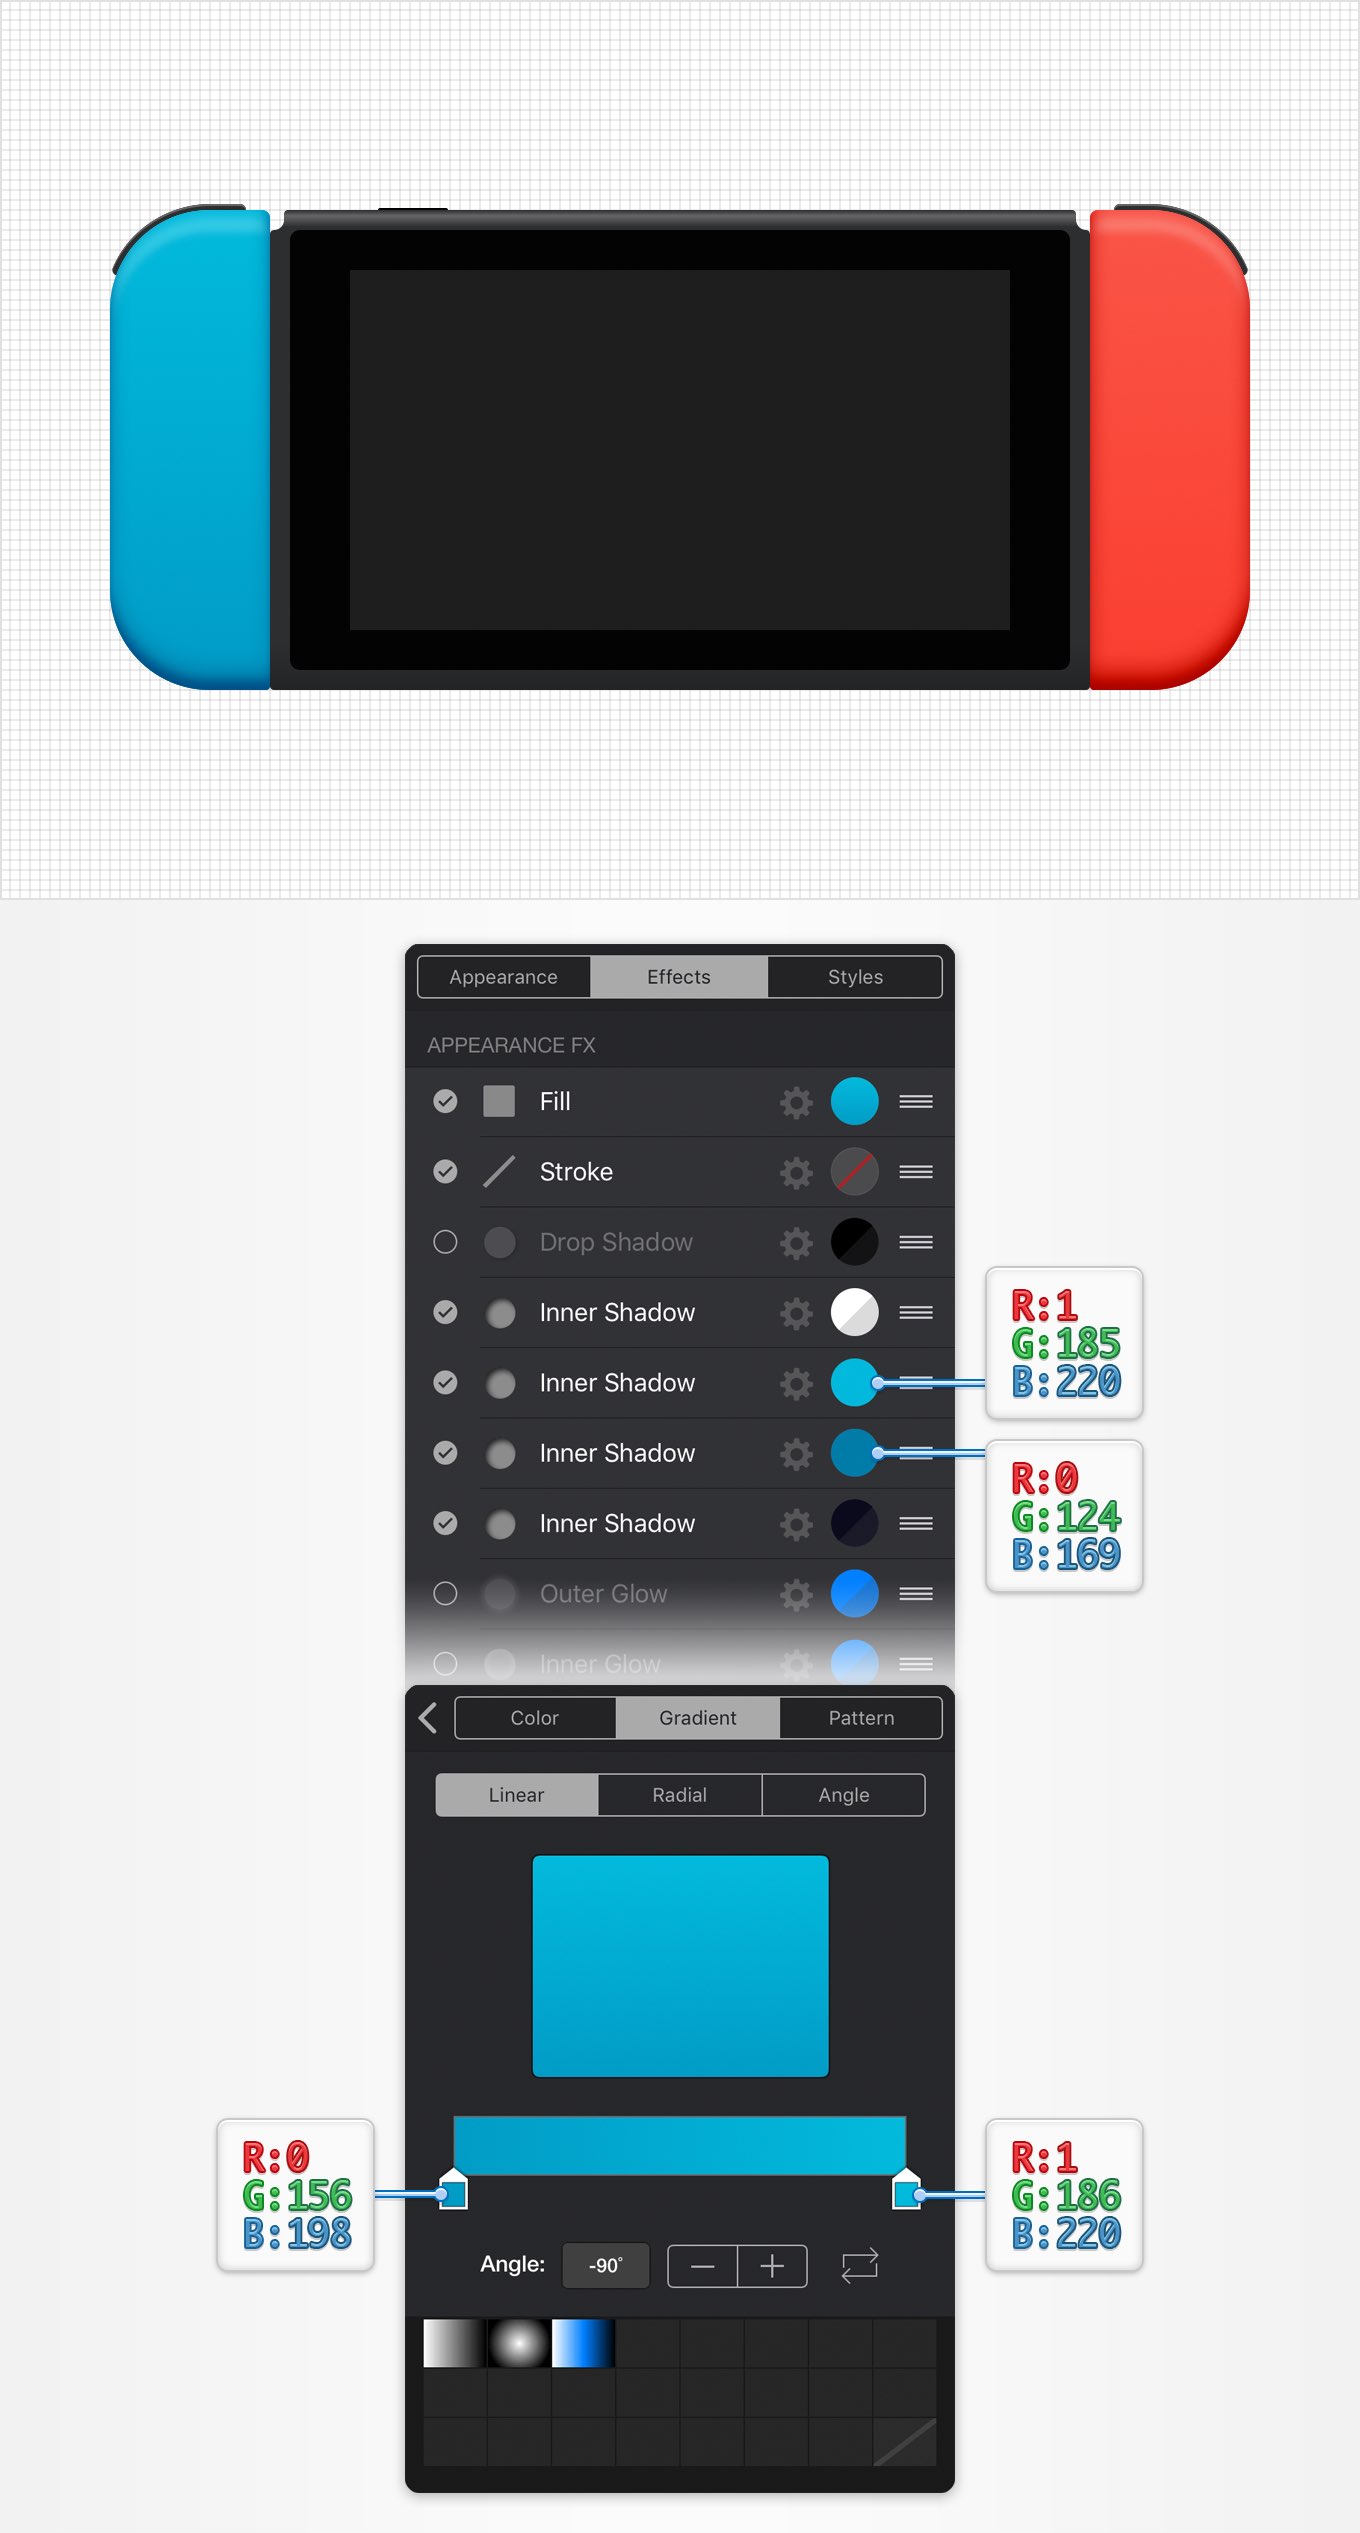 Appearance Effects Styles
APPEARANCE FX
Fill
Stroke
Drop Shadow
Inner Shadow
Inner Shadow
R:1
G:185
B:220
Inner Shadow
R:0
G:124
B:169
Inner Shadow
Outer Glow
Inner Glow
Color Gradient Pattern
Linear Radial Angle
R:0
G:156
B:198
R:1
G:186
B:220
Angle: -90°